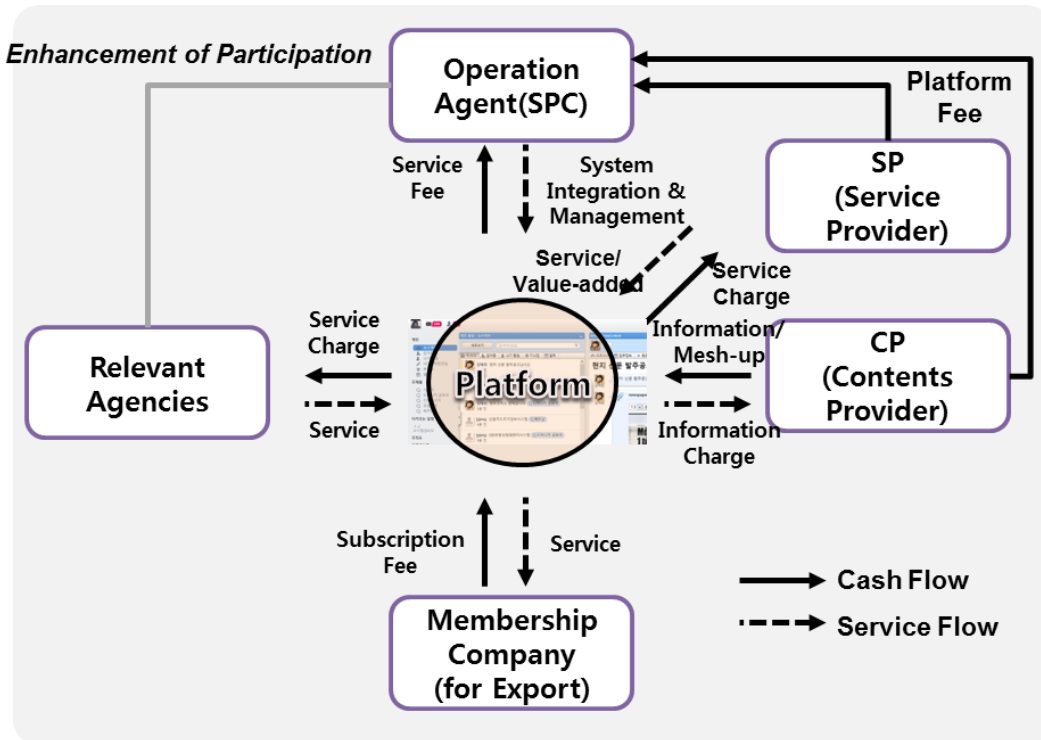 Enhancement of Participation
Operation
Agent(SPC)
Platform
Fee
SP
(Service
Provider)
Service
Fee
System
Integration &
Management
Service/
Value-added
Service
Charge
Service
Charge
Information/
Mesh-up
CP
(Contents
Provider)
Relevant
Agencies
Platform
Service
Information
Charge
Subscription
Fee
Service
Membership
Company
(for Export)
Cash Flow
Service Flow